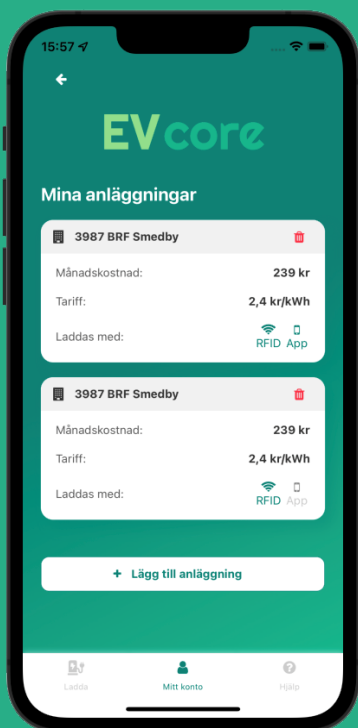 15:57
EVcore
Mina anläggningar
3987 BRF Smedby
Månadskostnad: 239 kr
Tariff: 2,4 kr/kWh
Laddas med: RFID App
3987 BRF Smedby
Månadskostnad: 239 kr
Tariff: 2,4 kr/kWh
Laddas med: RFID App
+ Lägg till anläggning
Ladda Mitt konto Hjälp